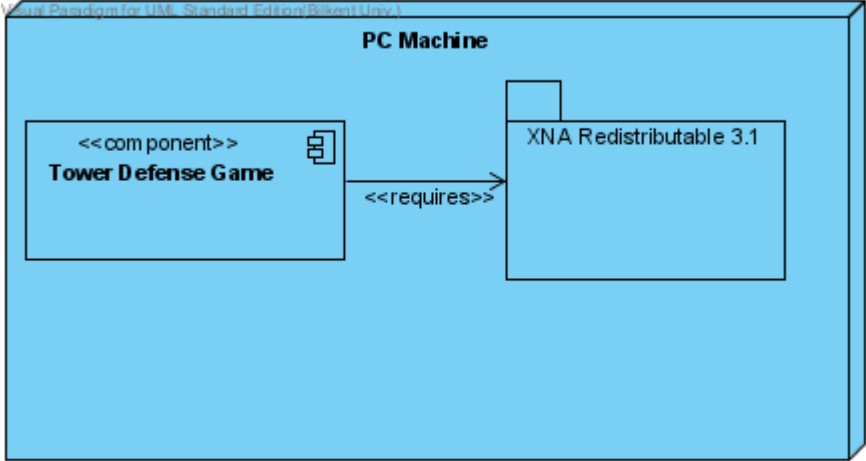 Visual Paradigm for UML Standard Edition(Bilkent Univ.)
PC Machine
<<component>>
Tower Defense Game
<<requires>>
XNA Redistributable 3.1